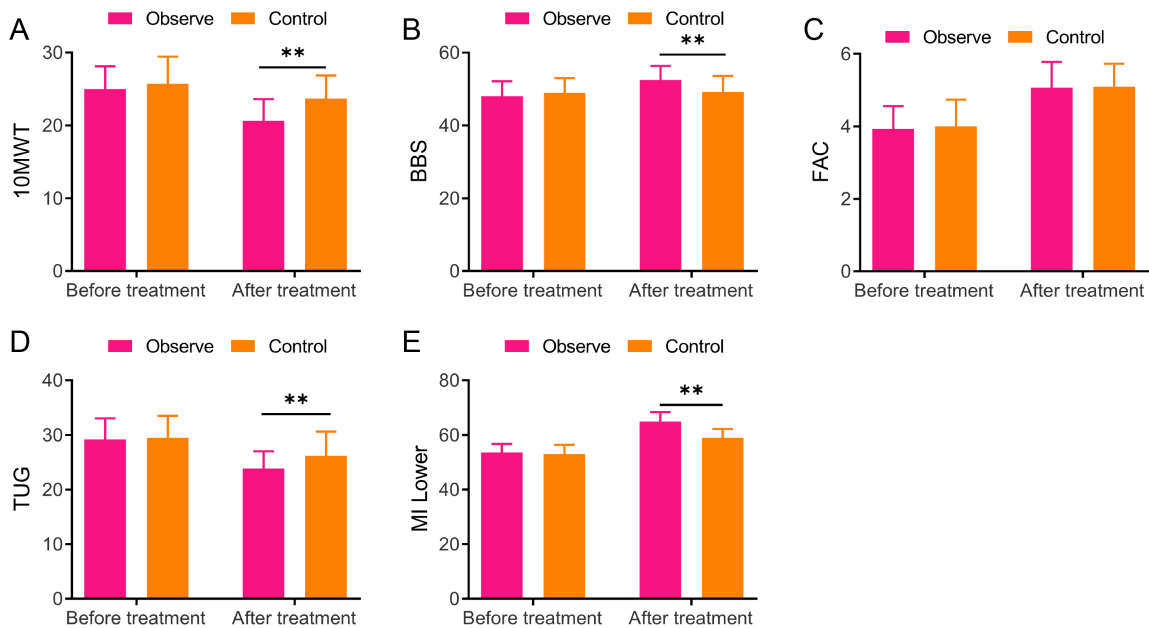 A
Observe Control
30
**
20
10MWT
10
0
Before treatment After treatment
B
Observe Control
60
**
40
BBS
20
0
Before treatment After treatment
C
Observe Control
6
4
FAC
2
0
Before treatment After treatment
D
Observe Control
40
**
30
TUG
20
10
0
Before treatment After treatment
E
Observe Control
80
**
60
MI Lower
40
20
0
Before treatment After treatment